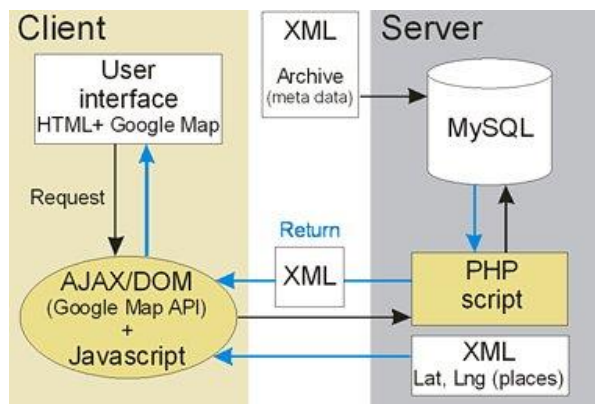 Client
User
interface
HTML+ Google Map
Request
AJAX/DOM
(Google Map API)
+
Javascript
XML
Archive
(meta data)
Return
XML
Server
MySQL
PHP
script
XML
Lat, Lng (places)